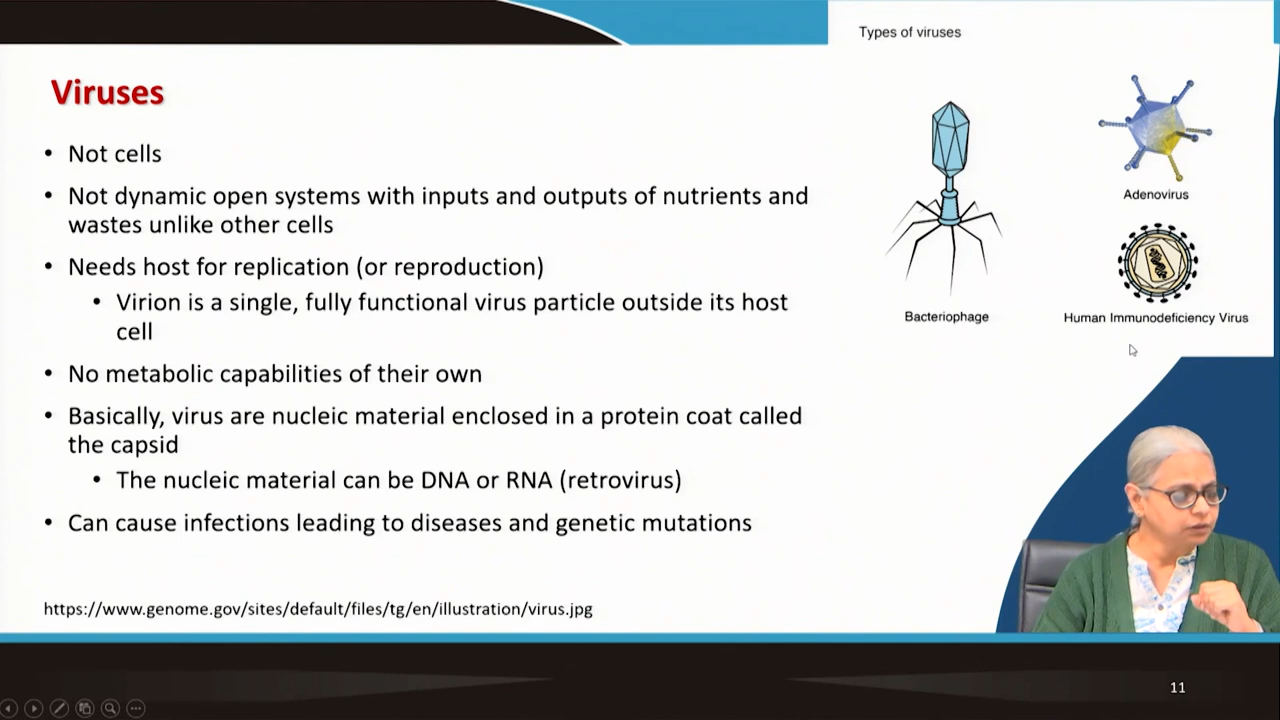 Types of viruses
Viruses
• Not cells
• Not dynamic open systems with inputs and outputs of nutrients and
wastes unlike other cells
• Needs host for replication (or reproduction)
• Virion is a single, fully functional virus particle outside its host
cell
• No metabolic capabilities of their own
• Basically, virus are nucleic material enclosed in a protein coat called
the capsid
• The nucleic material can be DNA or RNA (retrovirus)
• Can cause infections leading to diseases and genetic mutations
https://www.genome.gov/sites/default/files/tg/en/illustration/virus.jpg
Adenovirus
Bacteriophage
Human Immunodeficiency Virus
11